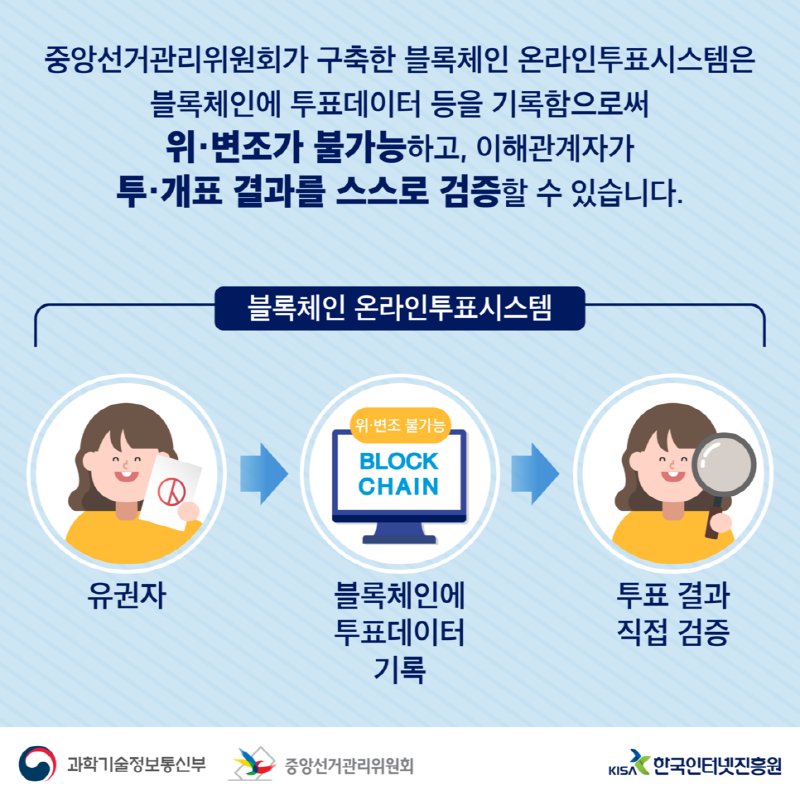 중앙선거관리위원회가 구축한 블록체인 온라인투표시스템은
블록체인에 투표데이터 등을 기록함으로써
위·변조가 불가능하고, 이해관계자가
투·개표 결과를 스스로 검증할 수 있습니다.
블록체인 온라인투표시스템
위·변조 불가능
BLOCK
CHAIN
유권자
블록체인에
투표데이터
기록
투표 결과
직접 검증
과학기술정보통신부
중앙선거관리위원회
KISA 한국인터넷진흥원